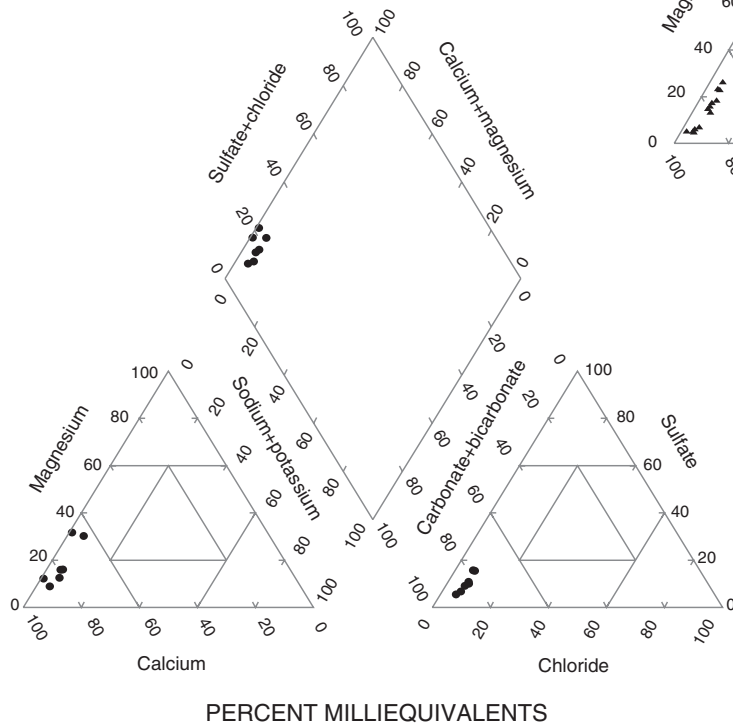 100 100
80 80
60 60
40 40
20 20
0 0
Sulfate+chloride
Calcium+magnesium
0 0
20 20
40 40
60 60
80 80
100 100
Sodium+potassium
Carbonate+bicarbonate
100 0
80 20
60 40
40 60
20 80
0 100
Magnesium
100 80 60 40 20 0
Calcium
0 100
20 80
40 60
60 40
80 20
100 0
Sulfate
0 20 40 60 80 100
Chloride
40
20
0
100
PERCENT MILLIEQUIVALENTS